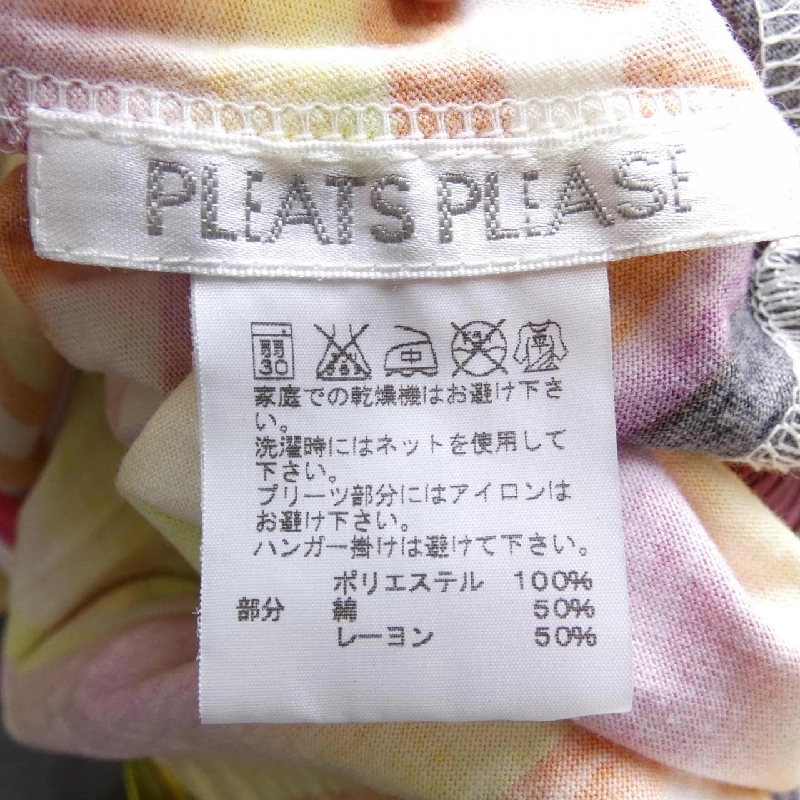 PLEATS PLEASE
弱
30
中
家庭での乾燥機はお避け下さ
い。
洗濯時にはネットを使用して
下さい。
プリーツ部分にはアイロンは
お避け下さい。
ハンガー掛けは避けて下さい。
ポリエステル 100%
部分 綿 50%
レーヨン 50%